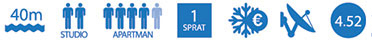 40m
STUDIO
APARTMAN
1
SPRAT
€
4.52